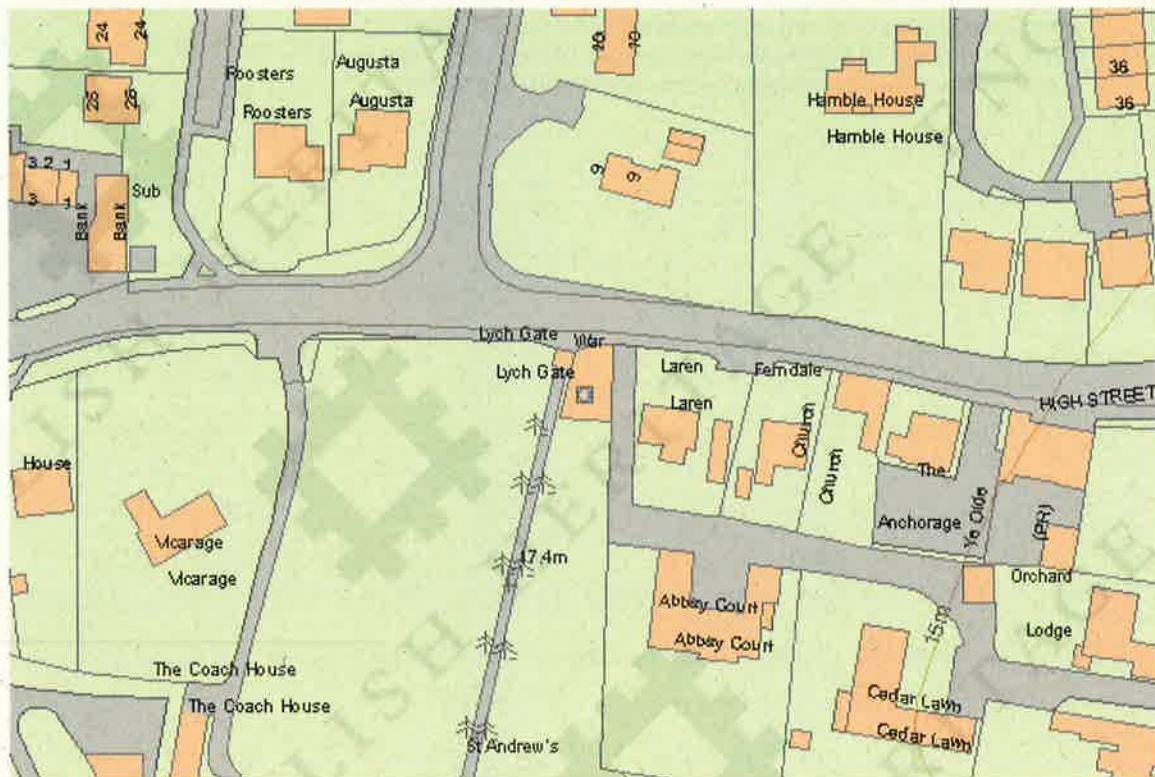 24
24
10
10
Augusta
Roosters
36
25
26
Hamble House
Augusta
36
Roosters
Hamble House
3 2 1
9
9
Sub
3
1
Bank
Bank
Lych Gate
War
Laren
Ferndale
Lych Gate
HIGH STREET
Laren
Church
House
Church
The
Anchorage
Ye Olde
(PR)
Vicarage
17.4m
Vicarage
Orchard
Abbey Court
15m
Lodge
Abbey Court
The Coach House
Cedar Lawn
The Coach House
Cedar Lawn
St Andrew's